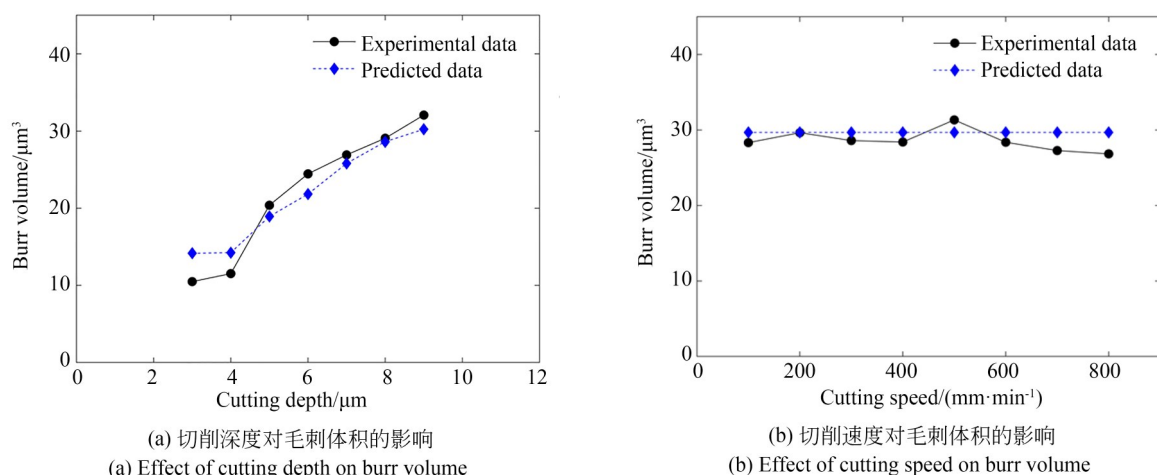 40
30
20
10
0
Burr volume/μm³
Experimental data
Predicted data
0 2 4 6 8 10 12
Cutting depth/μm
(a) 切削深度对毛刺体积的影响
(a) Effect of cutting depth on burr volume
40
30
20
10
0
Burr volume/μm³
Experimental data
Predicted data
0 200 400 600 800
Cutting speed/(mm·min⁻¹)
(b) 切削速度对毛刺体积的影响
(b) Effect of cutting speed on burr volume